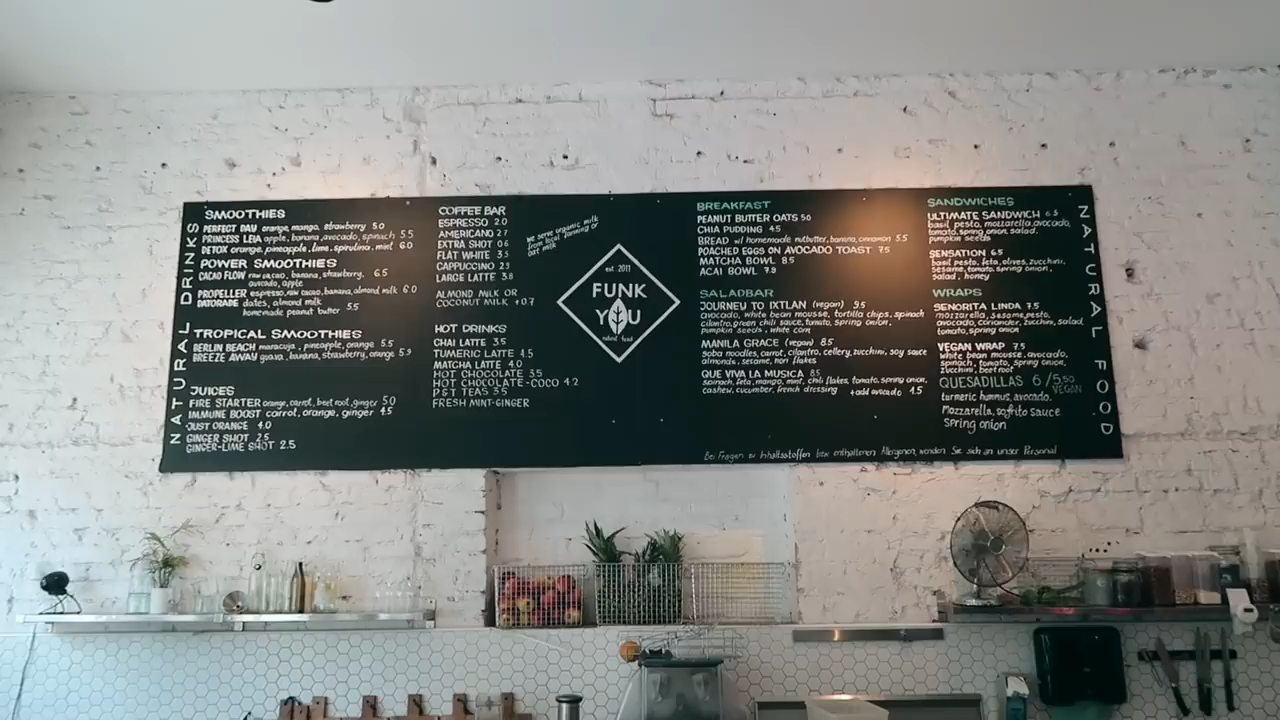 NATURAL DRINKS
SMOOTHIES
PERFECT DAY orange, mango, strawberry 5.0
PRINCESS LEIA apple, banana, avocado, spinach 5.5
DETOX orange, pineapple, lime, spirulina, mint 6.0
POWER SMOOTHIES
CACAO FLOW raw cacao, banana, strawberry, 6.5
avocado, apple
PROPELLER espresso, raw cacao, banana, almond milk 6.0
DATORADE dates, almond milk
homemade peanut butter 5.5
TROPICAL SMOOTHIES
BERLIN BEACH maracuja, pineapple, orange 5.5
BREEZE AWAY guava, banana, strawberry, orange 5.9
JUICES
FIRE STARTER orange, carrot, beet root, ginger 5.0
IMMUNE BOOST carrot, orange, ginger 4.5
JUST ORANGE 4.0
GINGER SHOT 2.5
GINGER-LIME SHOT 2.5
COFFEE BAR
ESPRESSO 2.0
AMERICANO 2.7
EXTRA SHOT 0.6
FLAT WHITE 3.5
CAPPUCCINO 2.9
LARGE LATTE 3.8
ALMOND MILK OR
COCONUT MILK +0.7
HOT DRINKS
CHAI LATTE 3.5
TUMERIC LATTE 4.5
MATCHA LATTE 4.0
HOT CHOCOLATE 3.5
HOT CHOCOLATE-COCO 4.2
P&T TEAS 3.5
FRESH MINT-GINGER
we serve organic milk
from local farming or
oat milk
est. 2011
FUNK
YOU
natural food
BREAKFAST
PEANUT BUTTER OATS 5.0
CHIA PUDDING 4.5
BREAD w/ homemade nutbutter, banana, cinnamon 5.5
POACHED EGGS ON AVOCADO TOAST 7.5
MATCHA BOWL 8.5
ACAI BOWL 7.9
SALADBAR
JOURNEY TO IXTLAN (vegan) 9.5
avocado, white bean mousse, tortilla chips, spinach
cilantro, green chili sauce, tomato, spring onion,
pumpkin seeds, white corn
MANILA GRACE (vegan) 8.5
soba noodles, carrot, cilantro, cellery, zucchini, soy sauce
almonds, sesame, nori flakes
QUE VIVA LA MUSICA 8.5
spinach, feta, mango, mint, chili flakes, tomato, spring onion,
cashew, cucumber, french dressing +add avocado 1.5
SANDWICHES
ULTIMATE SANDWICH 6.5
basil pesto, mozzarella, avocado,
tomato, spring onion, salad,
pumpkin seeds
SENSATION 6.5
basil pesto, feta, olives, zucchini,
sesame, tomato, spring onion,
salad, honey
WRAPS
SENORITA LINDA 7.5
mozzarella, sesame, pesto,
avocado, coriander, zucchini, salad,
tomato, spring onion
VEGAN WRAP 7.5
white bean mousse, avocado,
spinach, tomato, spring onion,
zucchini, beet root
QUESADILLAS 6 / 5,50
VEGAN
turmeric hummus, avocado,
Mozzarella, sofrito sauce
Spring onion
NATURAL FOOD
Bei Fragen zu Inhaltsstoffen bzw. enthaltenen Allergenen, wenden Sie sich an unser Personal